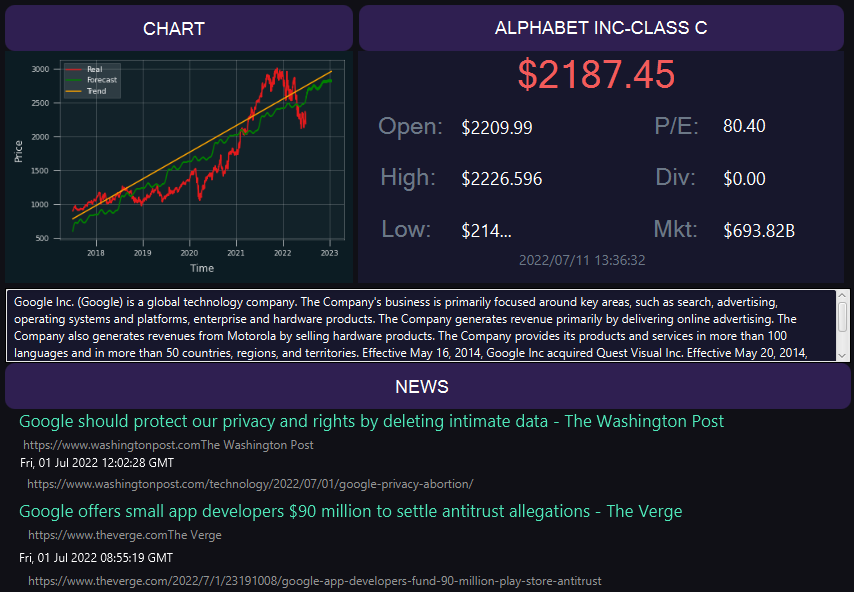 CHART
ALPHABET INC-CLASS C
Real
Forecast
Trend
3000
2500
2000
1500
1000
500
Price
2018 2019 2020 2021 2022 2023
Time
$2187.45
Open: $2209.99 P/E: 80.40
High: $2226.596 Div: $0.00
Low: $214... Mkt: $693.82B
2022/07/11 13:36:32
Google Inc. (Google) is a global technology company. The Company's business is primarily focused around key areas, such as search, advertising,
operating systems and platforms, enterprise and hardware products. The Company generates revenue primarily by delivering online advertising. The
Company also generates revenues from Motorola by selling hardware products. The Company provides its products and services in more than 100
languages and in more than 50 countries, regions, and territories. Effective May 16, 2014, Google Inc acquired Quest Visual Inc. Effective May 20, 2014,
NEWS
Google should protect our privacy and rights by deleting intimate data - The Washington Post
https://www.washingtonpost.comThe Washington Post
Fri, 01 Jul 2022 12:02:28 GMT
https://www.washingtonpost.com/technology/2022/07/01/google-privacy-abortion/
Google offers small app developers $90 million to settle antitrust allegations - The Verge
https://www.theverge.comThe Verge
Fri, 01 Jul 2022 08:55:19 GMT
https://www.theverge.com/2022/7/1/23191008/google-app-developers-fund-90-million-play-store-antitrust